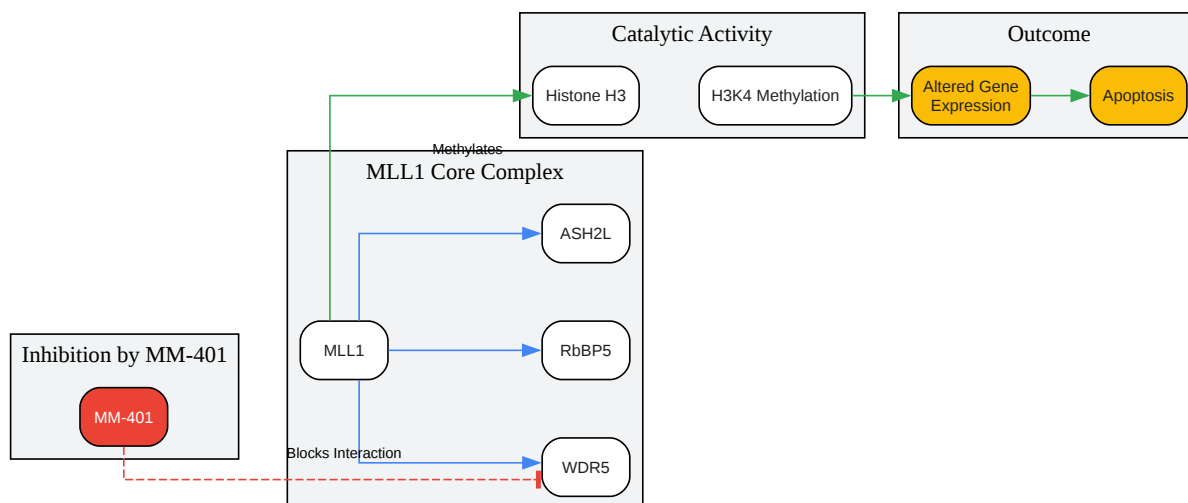 Catalytic Activity
Outcome
Histone H3
H3K4 Methylation
Altered Gene
Expression
Apoptosis
Methylates
MLL1 Core Complex
ASH2L
MLL1
RbBP5
Inhibition by MM-401
MM-401
Blocks Interaction
WDR5